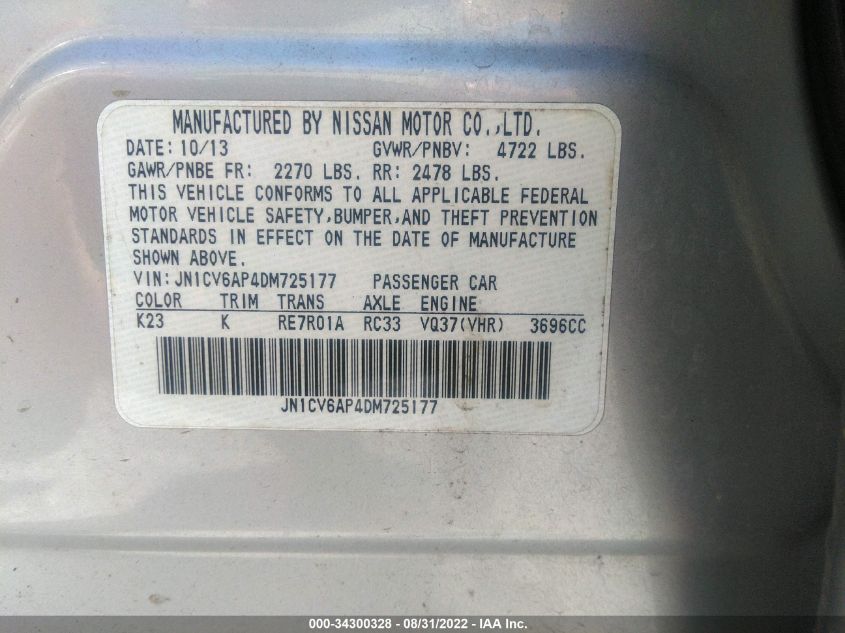 MANUFACTURED BY NISSAN MOTOR CO.,LTD.
DATE: 10/13 GVWR/PNBV: 4722 LBS.
GAWR/PNBE FR: 2270 LBS. RR: 2478 LBS.
THIS VEHICLE CONFORMS TO ALL APPLICABLE FEDERAL
MOTOR VEHICLE SAFETY,BUMPER,AND THEFT PREVENTION
STANDARDS IN EFFECT ON THE DATE OF MANUFACTURE
SHOWN ABOVE.
VIN:JN1CV6AP4DM725177 PASSENGER CAR
COLOR TRIM TRANS AXLE ENGINE
K23 K RE7R01A RC33 VQ37(VHR) 3696CC
JN1CV6AP4DM725177
000-34300328 - 08/31/2022 - IAA Inc.